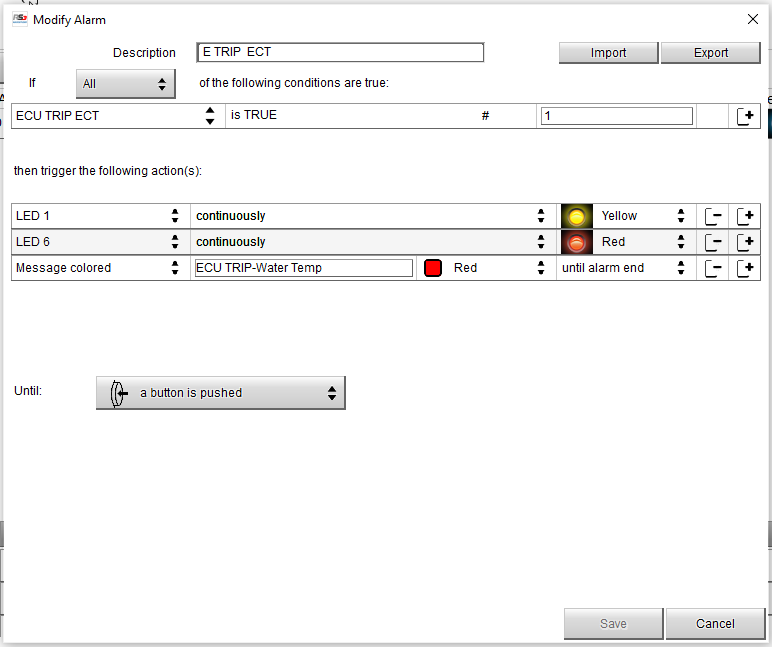 RS3 Modify Alarm
Description E TRIP ECT Import Export
If All of the following conditions are true:
ECU TRIP ECT is TRUE # 1
then trigger the following action(s):
LED 1 continuously Yellow
LED 6 continuously Red
Message colored ECU TRIP-Water Temp Red until alarm end
Until: a button is pushed
Save Cancel